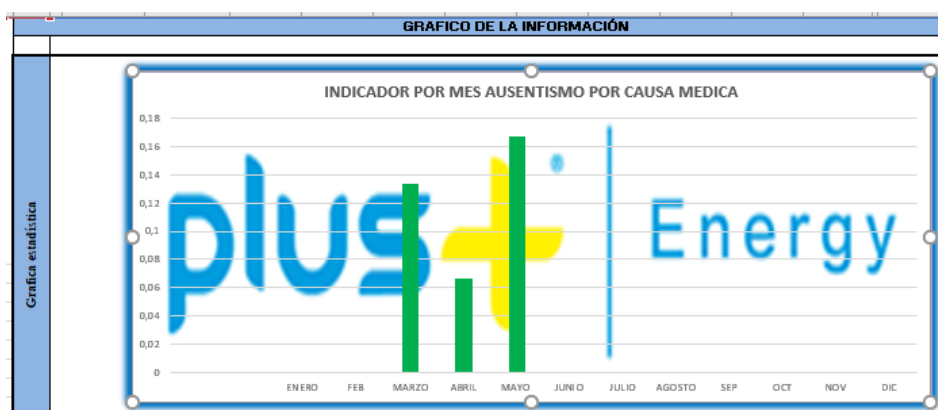 GRAFICO DE LA INFORMACIÓN
Grafica estadística
INDICADOR POR MES AUSENTISMO POR CAUSA MEDICA
0,18
0,16
0,14
0,12
0,1
0,08
0,06
0,04
0,02
0
plus+® Energy
ENERO FEB MARZO ABRIL MAYO JUNIO JULIO AGOSTO SEP OCT NOV DIC